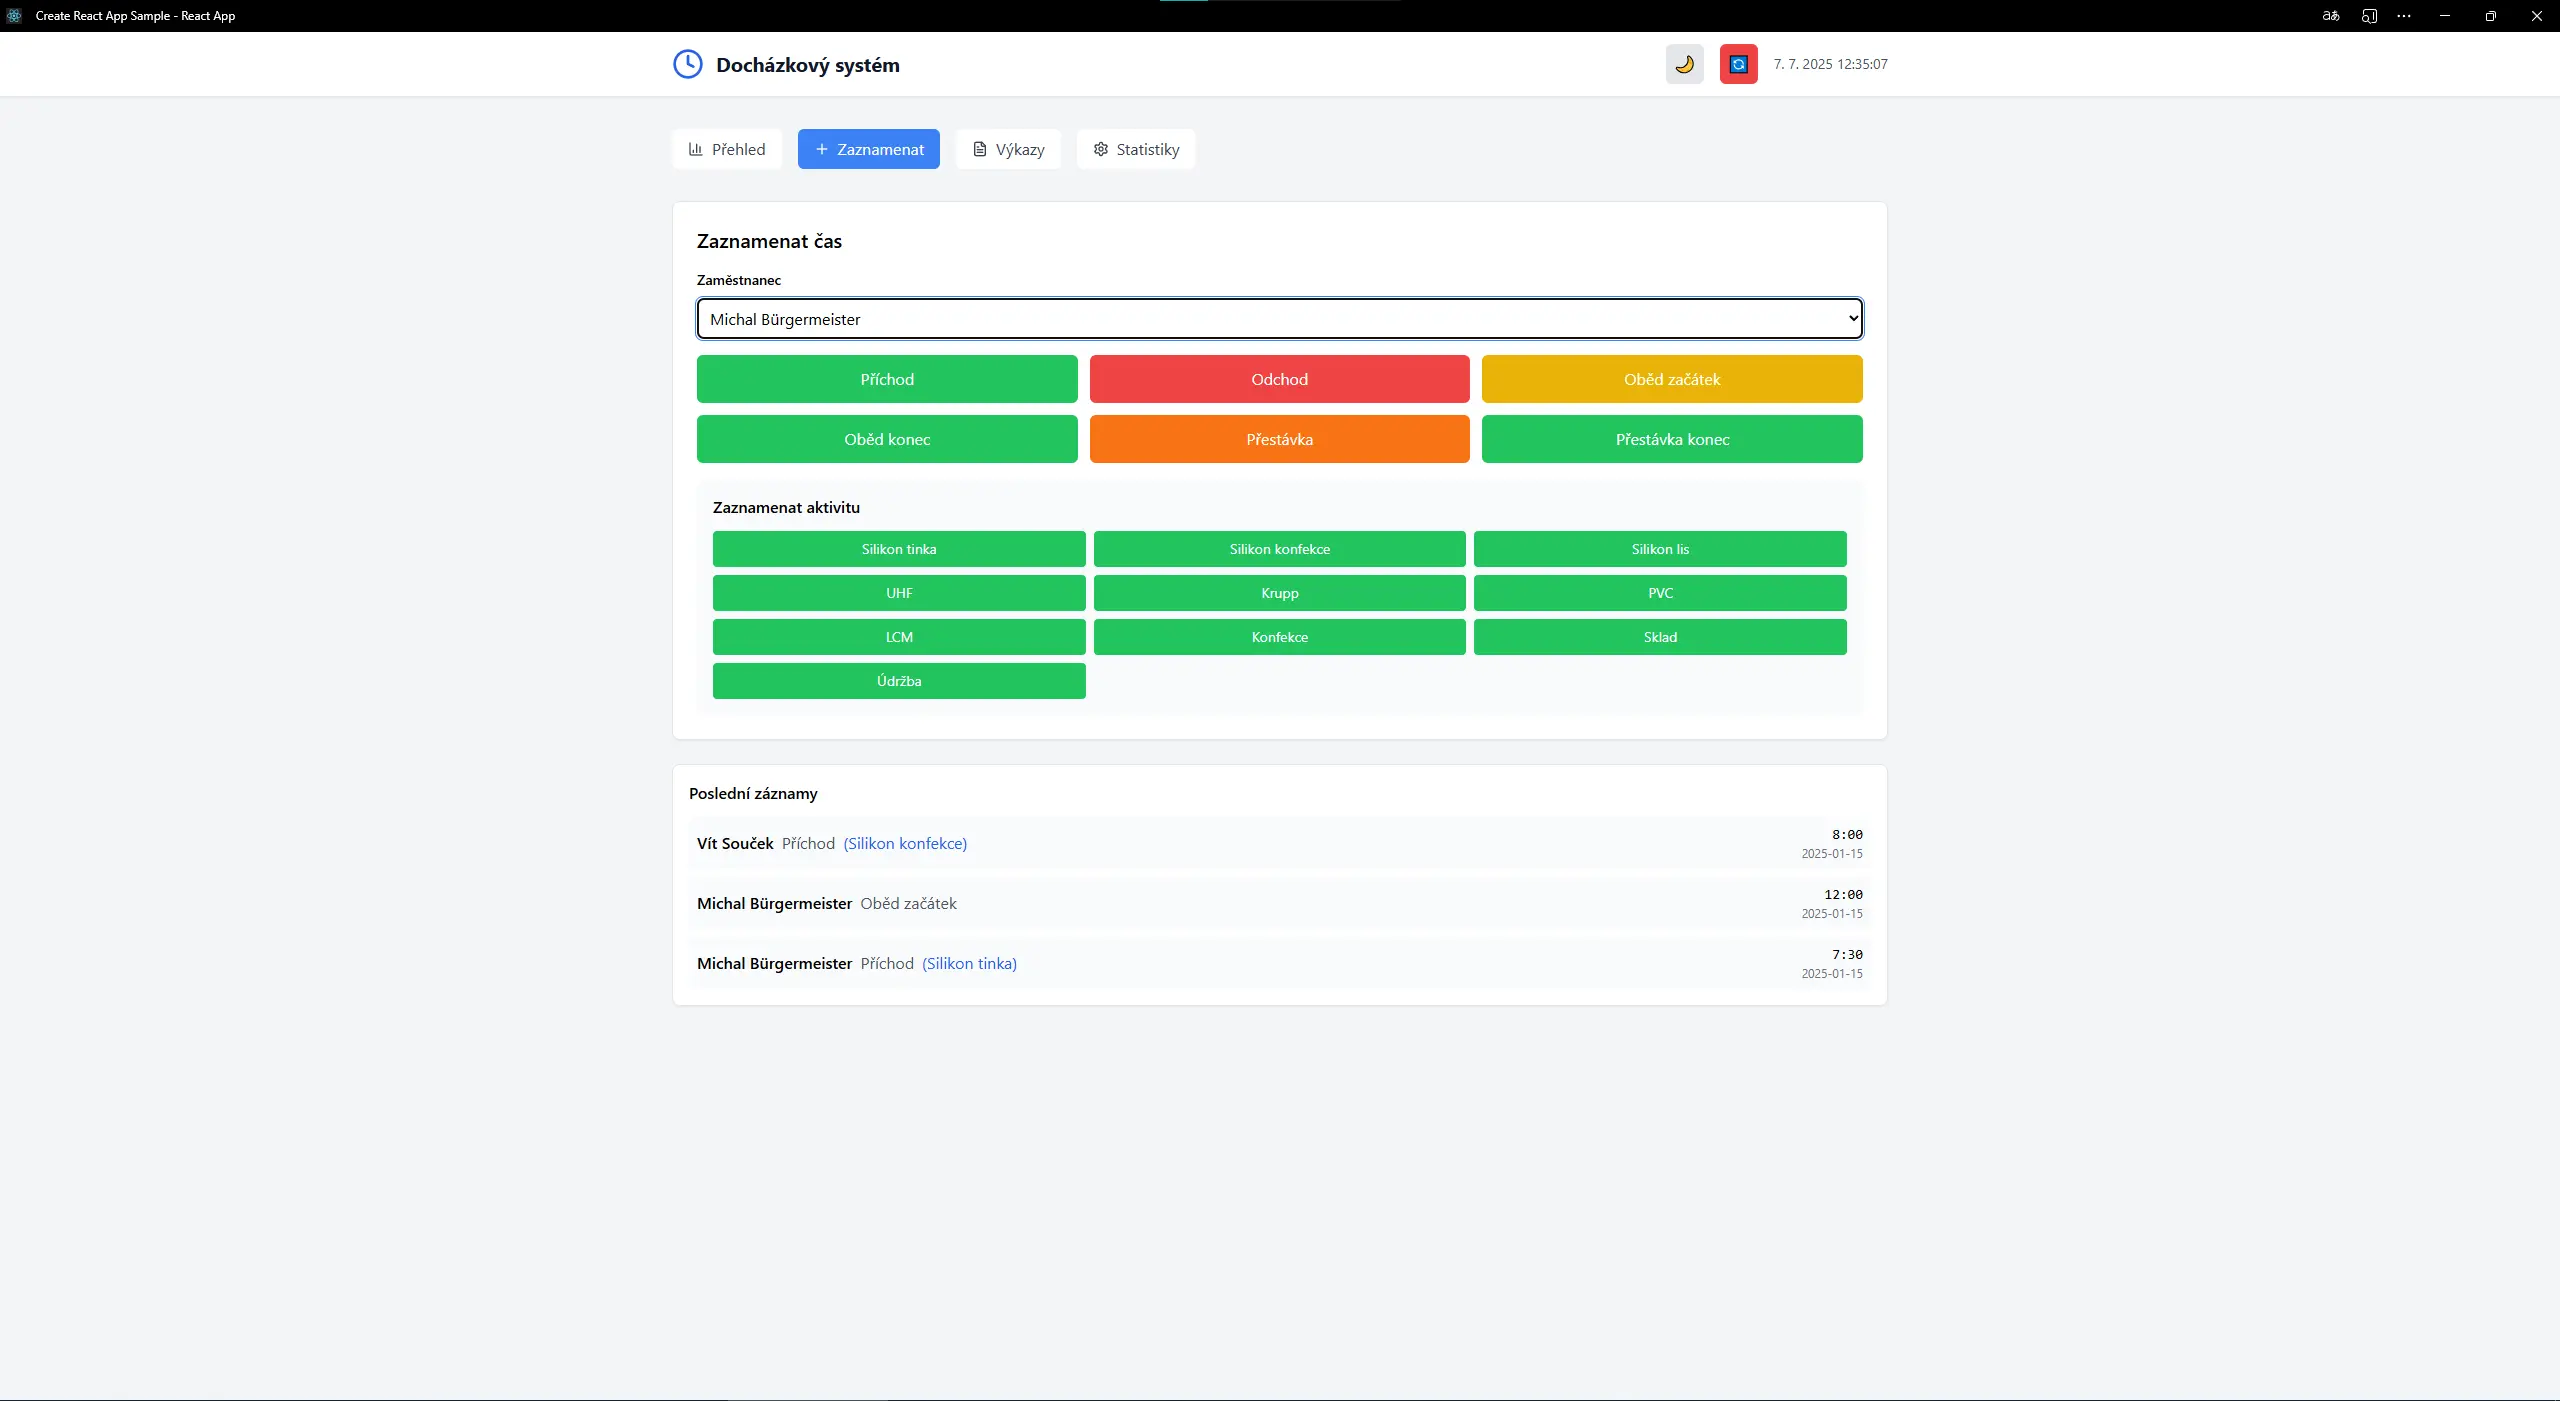 Create React App Sample - React App
Docházkový systém
7. 7. 2025 12:35:07
Přehled
Zaznamenat
Výkazy
Statistiky
Zaznamenat čas
Zaměstnanec
Michal Bürgermeister
Příchod
Odchod
Oběd začátek
Oběd konec
Přestávka
Přestávka konec
Zaznamenat aktivitu
Silikon tinka
Silikon konfekce
Silikon lis
UHF
Krupp
PVC
LCM
Konfekce
Sklad
Údržba
Poslední záznamy
Vít Souček Příchod (Silikon konfekce)
8:00
2025-01-15
Michal Bürgermeister Oběd začátek
12:00
2025-01-15
Michal Bürgermeister Příchod (Silikon tinka)
7:30
2025-01-15